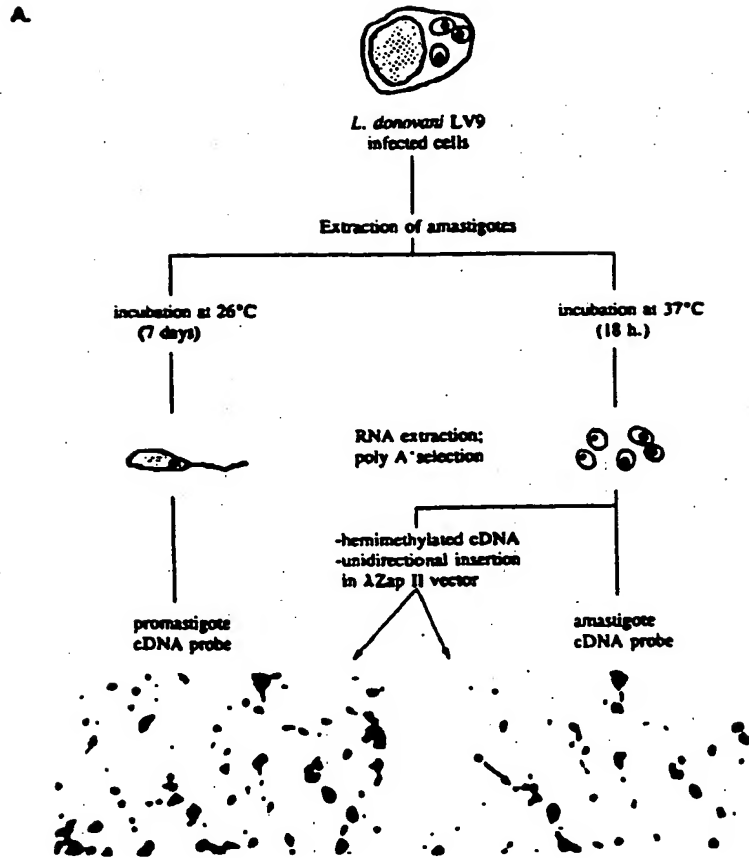 A.
L. donovani LV9
infected cells
Extraction of amastigotes
incubation at 26°C
(7 days)
incubation at 37°C
(18 h.)
RNA extraction;
poly A+ selection
-hemimethylated cDNA
-unidirectional insertion
in λZap II vector
promastigote
cDNA probe
amastigote
cDNA probe